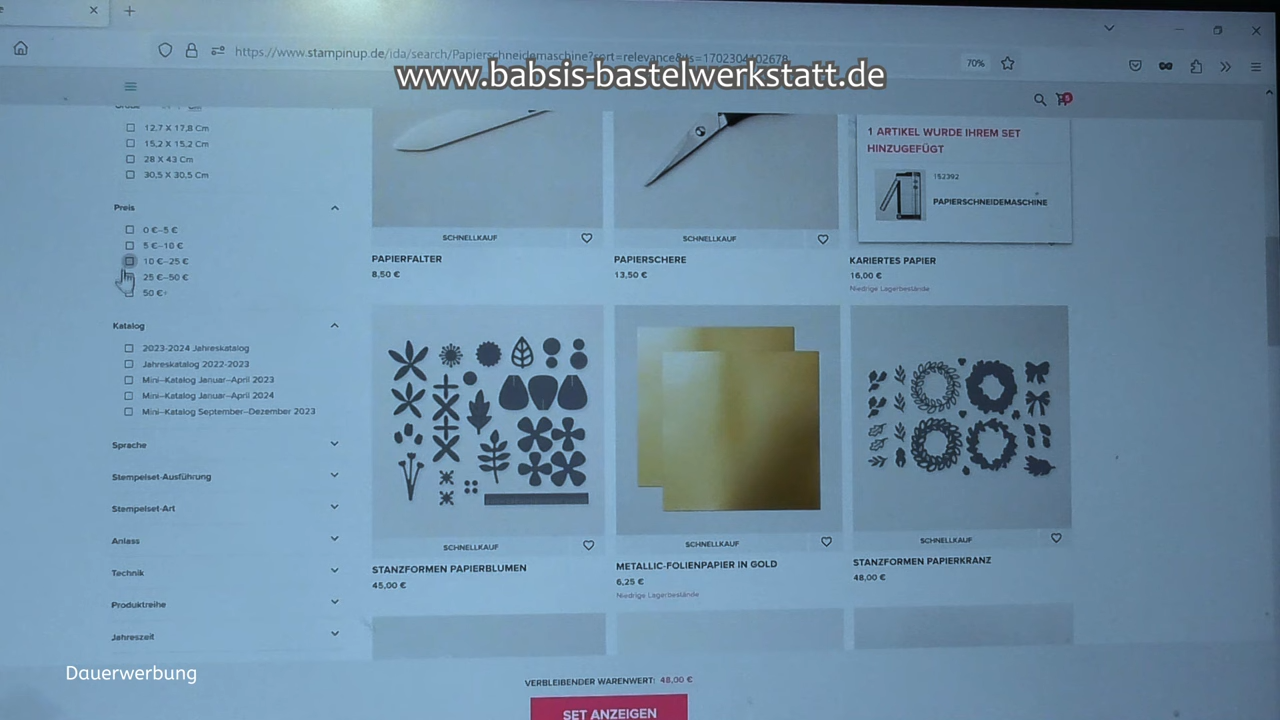 https://www.stampinup.de/ida/search/Papierschneidemaschine?sort=relevance&us=1702304402678
70%
www.babsis-bastelwerkstatt.de
12,7 X 17,8 Cm
15,2 X 15,2 Cm
28 X 43 Cm
30,5 X 30,5 Cm
Preis
0 €–5 €
5 €–10 €
10 €–25 €
25 €–50 €
50 €+
Katalog
2023-2024 Jahreskatalog
Jahreskatalog 2022-2023
Mini–Katalog Januar–April 2023
Mini–Katalog Januar–April 2024
Mini–Katalog September–Dezember 2023
Sprache
Stempelset-Ausführung
Stempelset-Art
Anlass
Technik
Produktreihe
Jahreszeit
1 ARTIKEL WURDE IHREM SET
HINZUGEFÜGT
152392
PAPIERSCHNEIDEMASCHINE
SCHNELLKAUF
PAPIERFALTER
8,50 €
SCHNELLKAUF
PAPIERSCHERE
13,50 €
KARIERTES PAPIER
16,00 €
Niedrige Lagerbestände
SCHNELLKAUF
STANZFORMEN PAPIERBLUMEN
45,00 €
SCHNELLKAUF
METALLIC-FOLIENPAPIER IN GOLD
6,25 €
Niedrige Lagerbestände
SCHNELLKAUF
STANZFORMEN PAPIERKRANZ
48,00 €
Dauerwerbung
VERBLEIBENDER WARENWERT: 48,00 €
SET ANZEIGEN